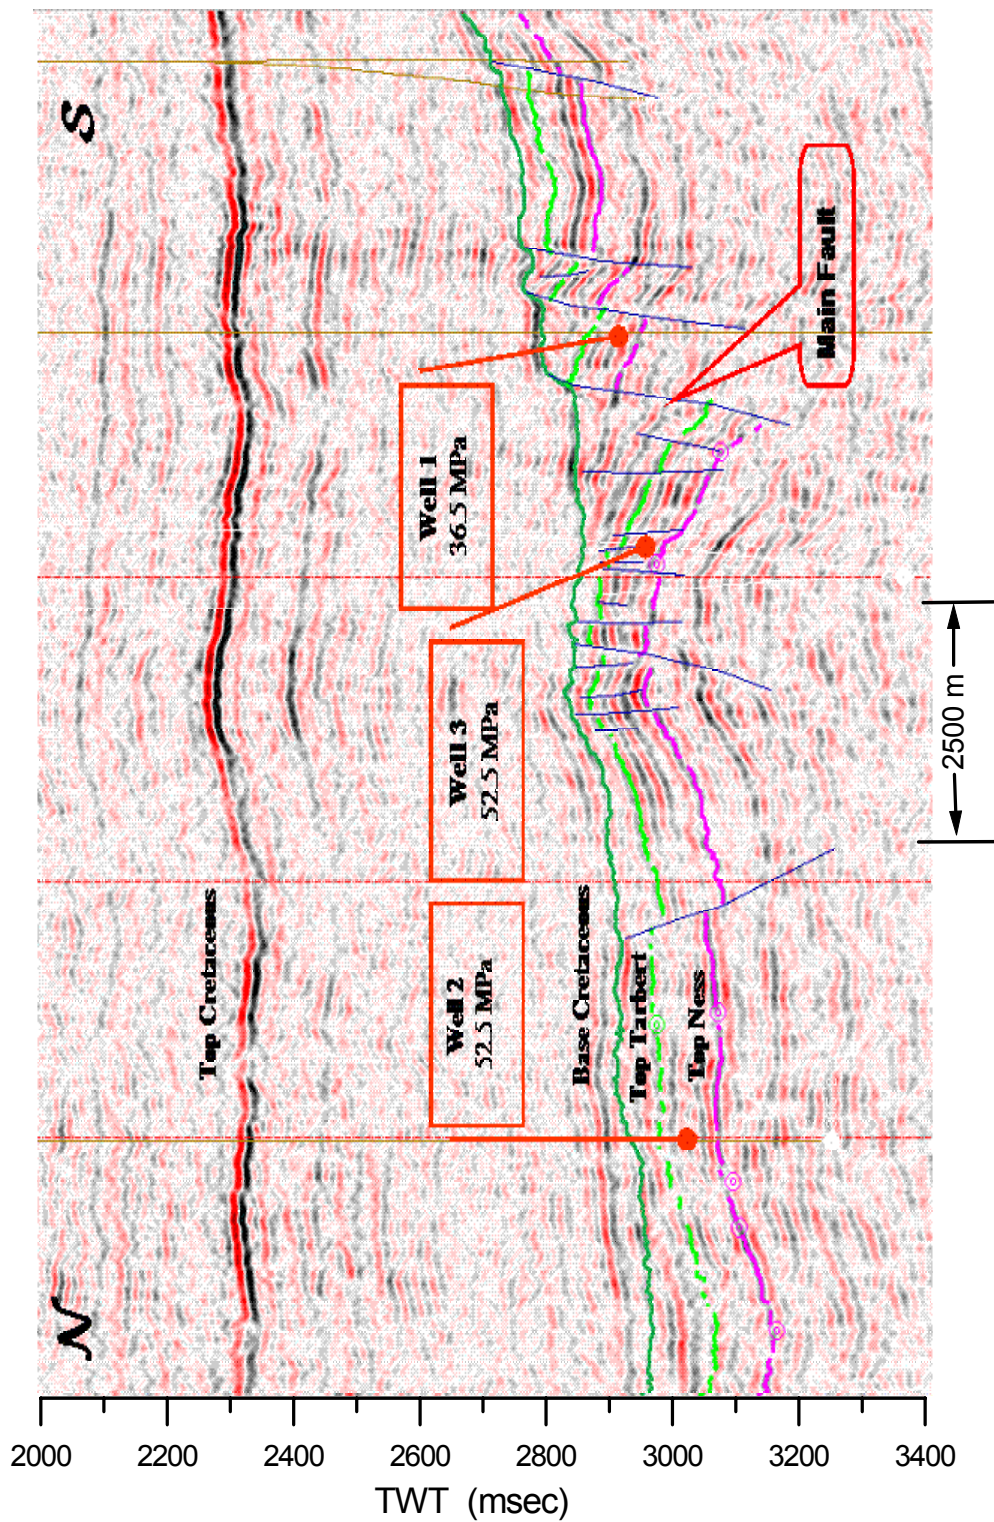 S
Main Fault
Well 1
36.5 MPa
2500 m
Well 3
52.5 MPa
Top Cretaceous
Well 2
52.5 MPa
Base Cretaceous
Top Tarbert
Top Ness
N
2000 2200 2400 2600 2800 3000 3200 3400
TWT (msec)